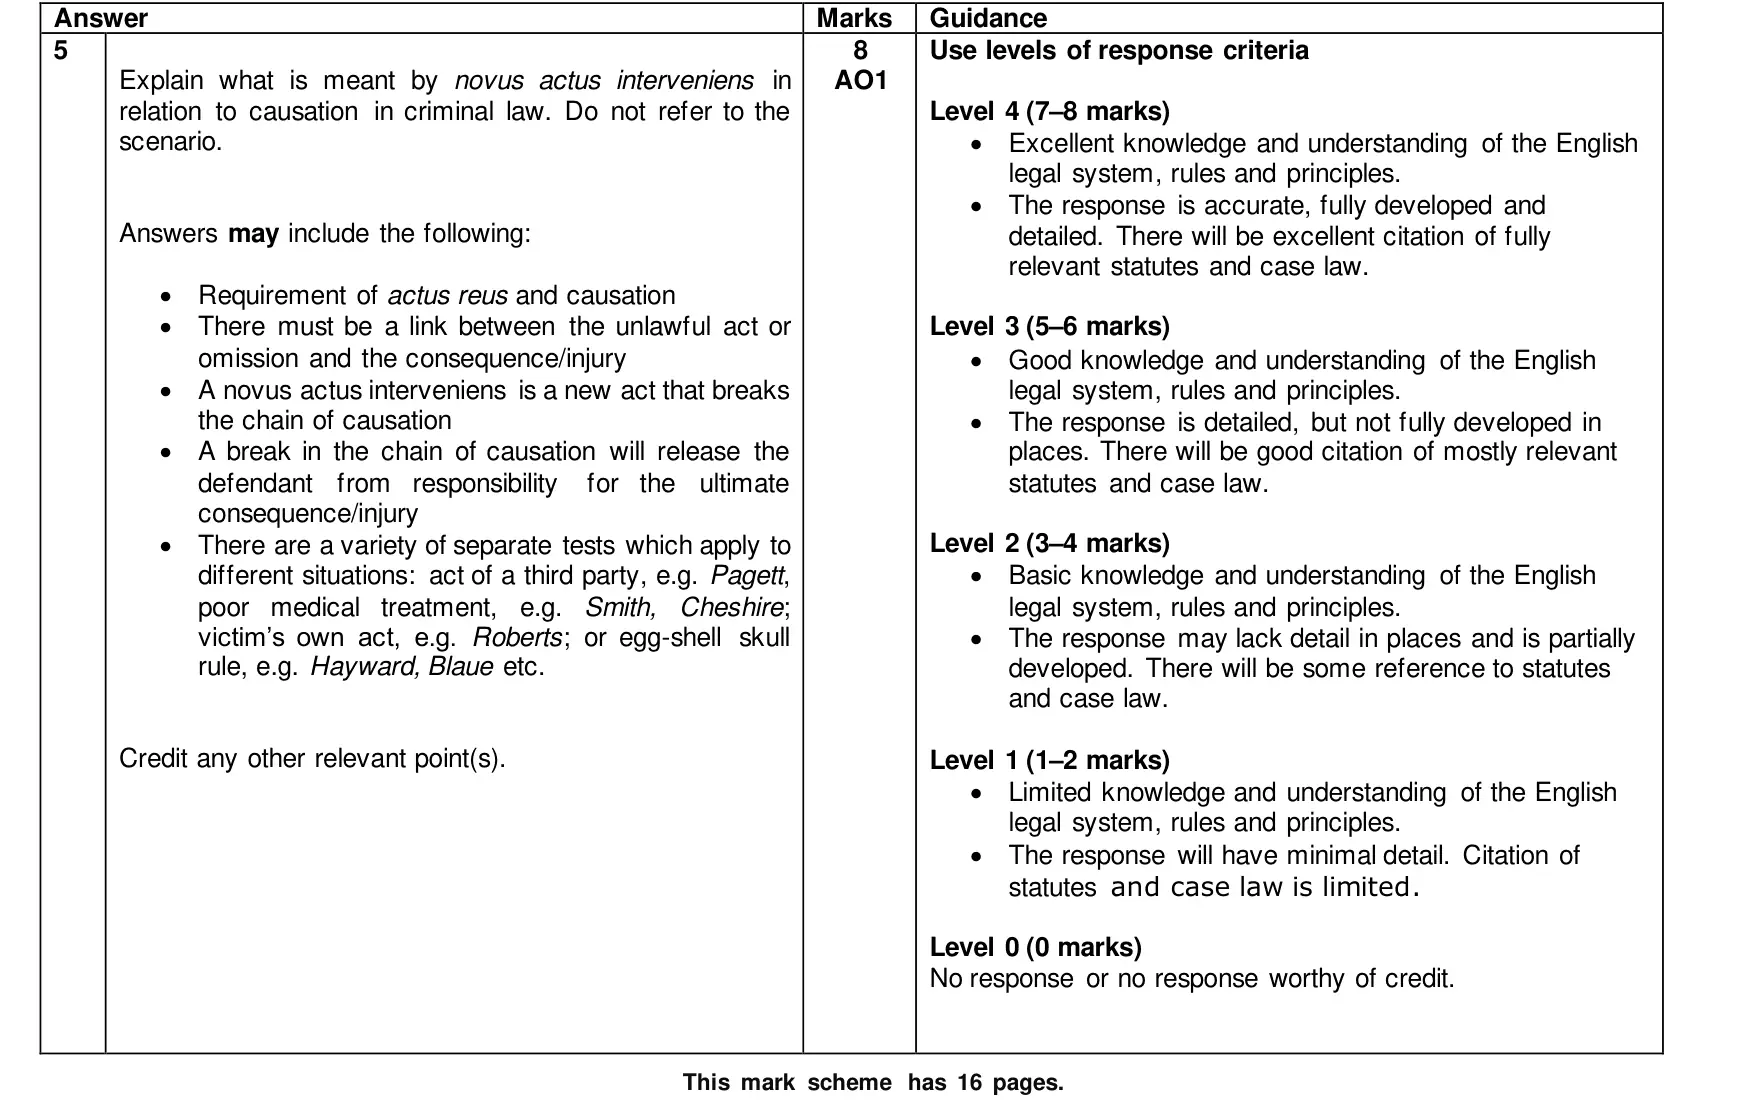 Answer Marks Guidance
5
Explain what is meant by novus actus interveniens in
relation to causation in criminal law. Do not refer to the
scenario.
Answers may include the following:
• Requirement of actus reus and causation
• There must be a link between the unlawful act or
omission and the consequence/injury
• A novus actus interveniens is a new act that breaks
the chain of causation
• A break in the chain of causation will release the
defendant from responsibility for the ultimate
consequence/injury
• There are a variety of separate tests which apply to
different situations: act of a third party, e.g. Pagett,
poor medical treatment, e.g. Smith, Cheshire;
victim's own act, e.g. Roberts; or egg-shell skull
rule, e.g. Hayward, Blaue etc.
Credit any other relevant point(s).
8
AO1
Use levels of response criteria
Level 4 (7–8 marks)
• Excellent knowledge and understanding of the English
legal system, rules and principles.
• The response is accurate, fully developed and
detailed. There will be excellent citation of fully
relevant statutes and case law.
Level 3 (5–6 marks)
• Good knowledge and understanding of the English
legal system, rules and principles.
• The response is detailed, but not fully developed in
places. There will be good citation of mostly relevant
statutes and case law.
Level 2 (3–4 marks)
• Basic knowledge and understanding of the English
legal system, rules and principles.
• The response may lack detail in places and is partially
developed. There will be some reference to statutes
and case law.
Level 1 (1–2 marks)
• Limited knowledge and understanding of the English
legal system, rules and principles.
• The response will have minimal detail. Citation of
statutes and case law is limited.
Level 0 (0 marks)
No response or no response worthy of credit.
This mark scheme has 16 pages.